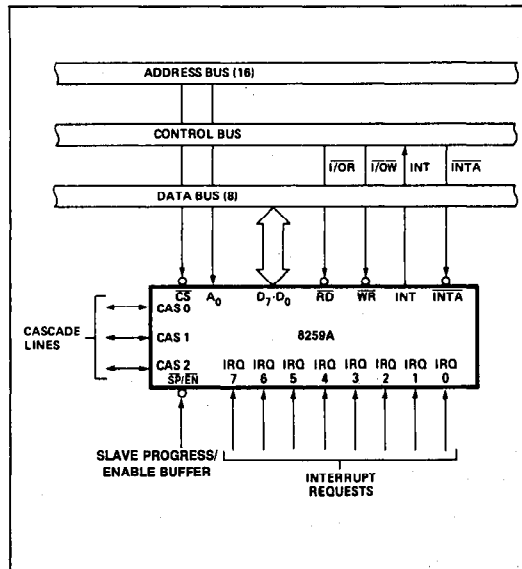 ADDRESS BUS (16)
CONTROL BUS
I/OR I/OW INT INTA
DATA BUS (8)
CS A0 D7-D0 RD WR INT INTA
CAS 0
CASCADE LINES
CAS 1
8259A
CAS 2
SP/EN
IRQ 7 IRQ 6 IRQ 5 IRQ 4 IRQ 3 IRQ 2 IRQ 1 IRQ 0
SLAVE PROGRESS/
ENABLE BUFFER
INTERRUPT
REQUESTS